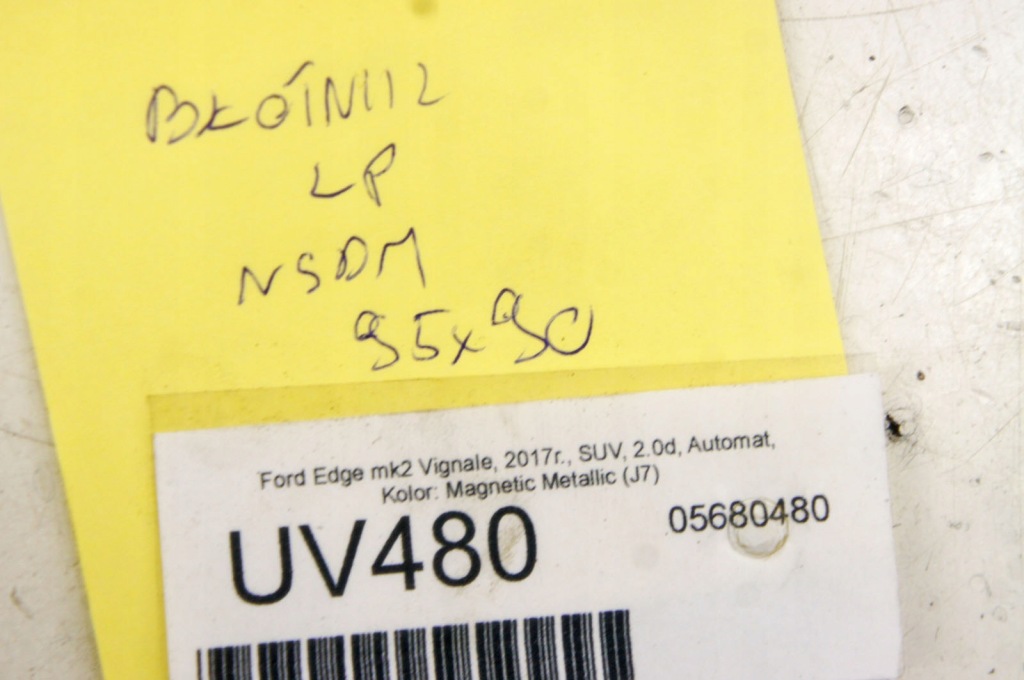 BŁOTNIK
LP
NSDM
95x90
Ford Edge mk2 Vignale, 2017r., SUV, 2.0d, Automat,
Kolor: Magnetic Metallic (J7)
UV480
05680480